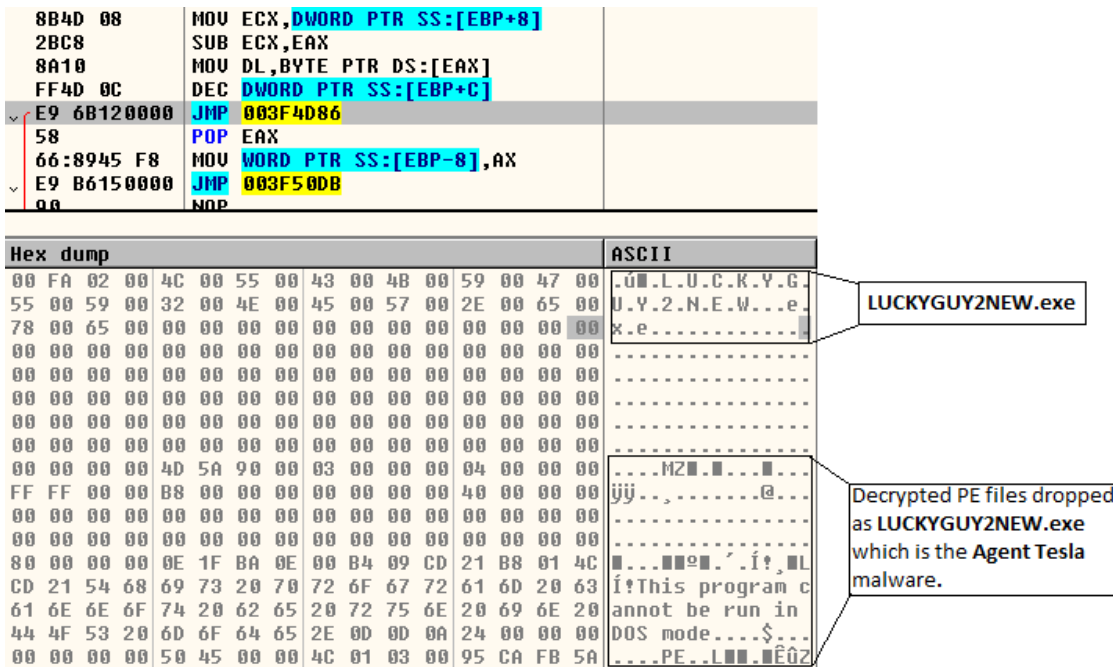 8B4D 08 MOV ECX,DWORD PTR SS:[EBP+8]
2BC8 SUB ECX,EAX
8A10 MOV DL,BYTE PTR DS:[EAX]
FF4D 0C DEC DWORD PTR SS:[EBP+C]
E9 6B120000 JMP 003F4D86
58 POP EAX
66:8945 F8 MOV WORD PTR SS:[EBP-8],AX
E9 B6150000 JMP 003F50DB
90 NOP
Hex dump ASCII
00 FA 02 00 4C 00 55 00 43 00 4B 00 59 00 47 00 .ú■.L.U.C.K.Y.G.
55 00 59 00 32 00 4E 00 45 00 57 00 2E 00 65 00 U.Y.2.N.E.W...e.
78 00 65 00 00 00 00 00 00 00 00 00 00 00 00 00 x.e.............
00 00 00 00 00 00 00 00 00 00 00 00 00 00 00 00 ................
00 00 00 00 00 00 00 00 00 00 00 00 00 00 00 00 ................
00 00 00 00 00 00 00 00 00 00 00 00 00 00 00 00 ................
00 00 00 00 00 00 00 00 00 00 00 00 00 00 00 00 ................
00 00 00 00 00 00 00 00 00 00 00 00 00 00 00 00 ................
00 00 00 00 4D 5A 90 00 03 00 00 00 04 00 00 00 ....MZ■.■...■...
FF FF 00 00 B8 00 00 00 00 00 00 00 40 00 00 00 ÿÿ..¸.......@...
00 00 00 00 00 00 00 00 00 00 00 00 00 00 00 00 ................
00 00 00 00 00 00 00 00 00 00 00 00 00 00 00 00 ................
80 00 00 00 0E 1F BA 0E 00 B4 09 CD 21 B8 01 4C ■...■■º■.´.Í!¸■L
CD 21 54 68 69 73 20 70 72 6F 67 72 61 6D 20 63 Í!This program c
61 6E 6E 6F 74 20 62 65 20 72 75 6E 20 69 6E 20 annot be run in
44 4F 53 20 6D 6F 64 65 2E 0D 0D 0A 24 00 00 00 DOS mode....$...
00 00 00 00 50 45 00 00 4C 01 03 00 95 CA FB 5A ....PE..L■■.■ÊûZ
LUCKYGUY2NEW.exe
Decrypted PE files dropped
as LUCKYGUY2NEW.exe
which is the Agent Tesla
malware.